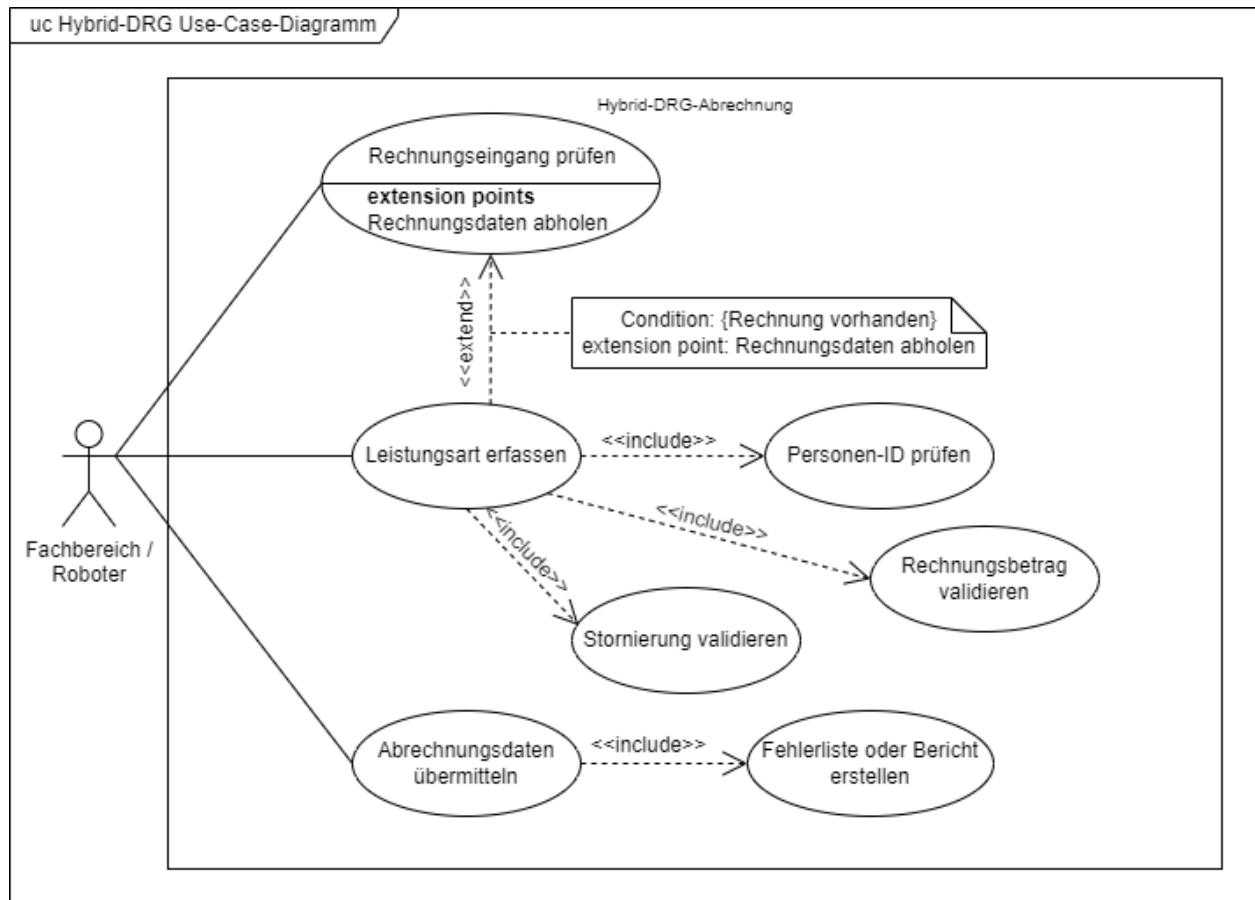 uc Hybrid-DRG Use-Case-Diagramm
Hybrid-DRG-Abrechnung
Rechnungseingang prüfen
extension points
Rechnungsdaten abholen
<<extend>>
Condition: {Rechnung vorhanden}
extension point: Rechnungsdaten abholen
Leistungsart erfassen
<<include>>
Personen-ID prüfen
<<include>>
<<include>>
Fachbereich /
Roboter
Rechnungsbetrag
validieren
Stornierung validieren
Abrechnungsdaten
übermitteln
<<include>>
Fehlerliste oder Bericht
erstellen